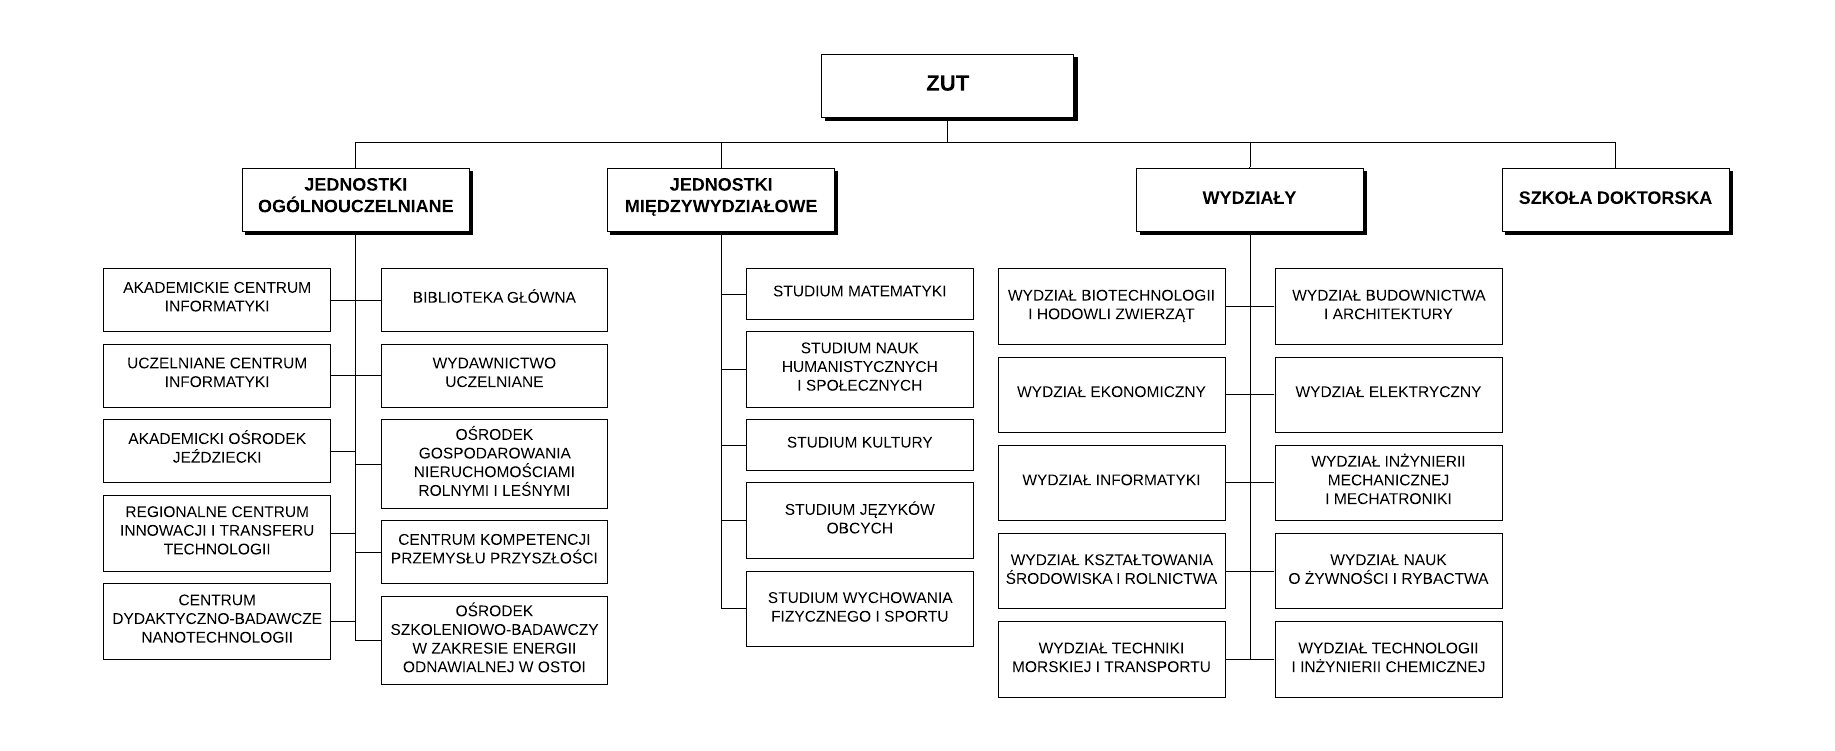 ZUT
JEDNOSTKI
OGÓLNOUCZELNIANE
JEDNOSTKI
MIĘDZYWYDZIAŁOWE
WYDZIAŁY
SZKOŁA DOKTORSKA
AKADEMICKIE CENTRUM
INFORMATYKI
BIBLIOTEKA GŁÓWNA
UCZELNIANE CENTRUM
INFORMATYKI
WYDAWNICTWO
UCZELNIANE
AKADEMICKI OŚRODEK
JEŹDZIECKI
OŚRODEK
GOSPODAROWANIA
NIERUCHOMOŚCIAMI
ROLNYMI I LEŚNYMI
REGIONALNE CENTRUM
INNOWACJI I TRANSFERU
TECHNOLOGII
CENTRUM KOMPETENCJI
PRZEMYSŁU PRZYSZŁOŚCI
CENTRUM
DYDAKTYCZNO-BADAWCZE
NANOTECHNOLOGII
OŚRODEK
SZKOLENIOWO-BADAWCZY
W ZAKRESIE ENERGII
ODNAWIALNEJ W OSTOI
STUDIUM MATEMATYKI
STUDIUM NAUK
HUMANISTYCZNYCH
I SPOŁECZNYCH
STUDIUM KULTURY
STUDIUM JĘZYKÓW
OBCYCH
STUDIUM WYCHOWANIA
FIZYCZNEGO I SPORTU
WYDZIAŁ BIOTECHNOLOGII
I HODOWLI ZWIERZĄT
WYDZIAŁ BUDOWNICTWA
I ARCHITEKTURY
WYDZIAŁ EKONOMICZNY
WYDZIAŁ ELEKTRYCZNY
WYDZIAŁ INFORMATYKI
WYDZIAŁ INŻYNIERII
MECHANICZNEJ
I MECHATRONIKI
WYDZIAŁ KSZTAŁTOWANIA
ŚRODOWISKA I ROLNICTWA
WYDZIAŁ NAUK
O ŻYWNOŚCI I RYBACTWA
WYDZIAŁ TECHNIKI
MORSKIEJ I TRANSPORTU
WYDZIAŁ TECHNOLOGII
I INŻYNIERII CHEMICZNEJ